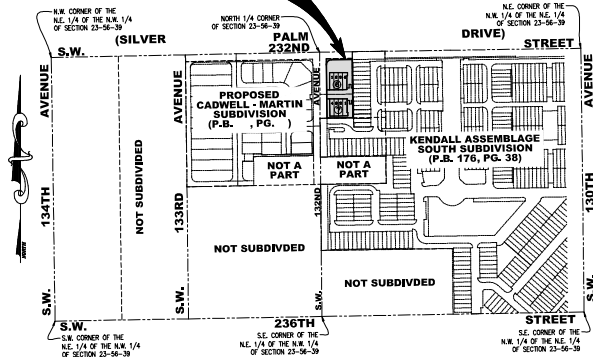 N.W. CORNER OF THE
N.E. 1/4 OF THE N.W. 1/4
OF SECTION 23-56-39
NORTH 1/4 CORNER
OF SECTION 23-56-39
N.E. CORNER OF THE
N.E. 1/4 OF THE N.E. 1/4
OF SECTION 23-56-39
S.W.
(SILVER
PALM
232ND
DRIVE)
STREET
S.W. 134TH AVENUE
NOT SUBDIVIDED
S.W. 133RD AVENUE
PROPOSED
CADWELL - MARTIN
SUBDIVISION
(P.B. , PG. )
S.W. 132ND AVENUE
KENDALL ASSEMBLAGE
SOUTH SUBDIVISION
(P.B. 176, PG. 38)
S.W. 130TH AVENUE
NOT A
PART
NOT A
PART
NOT SUBDIVDED
NOT SUBDIVDED
NORTH
S.W.
236TH
STREET
S.W. CORNER OF THE
N.E. 1/4 OF THE N.W. 1/4
OF SECTION 23-56-39
S.E. CORNER OF THE
N.E. 1/4 OF THE N.W. 1/4
OF SECTION 23-56-39
S.E. CORNER OF THE
N.E. 1/4 OF THE N.E. 1/4
OF SECTION 23-56-39